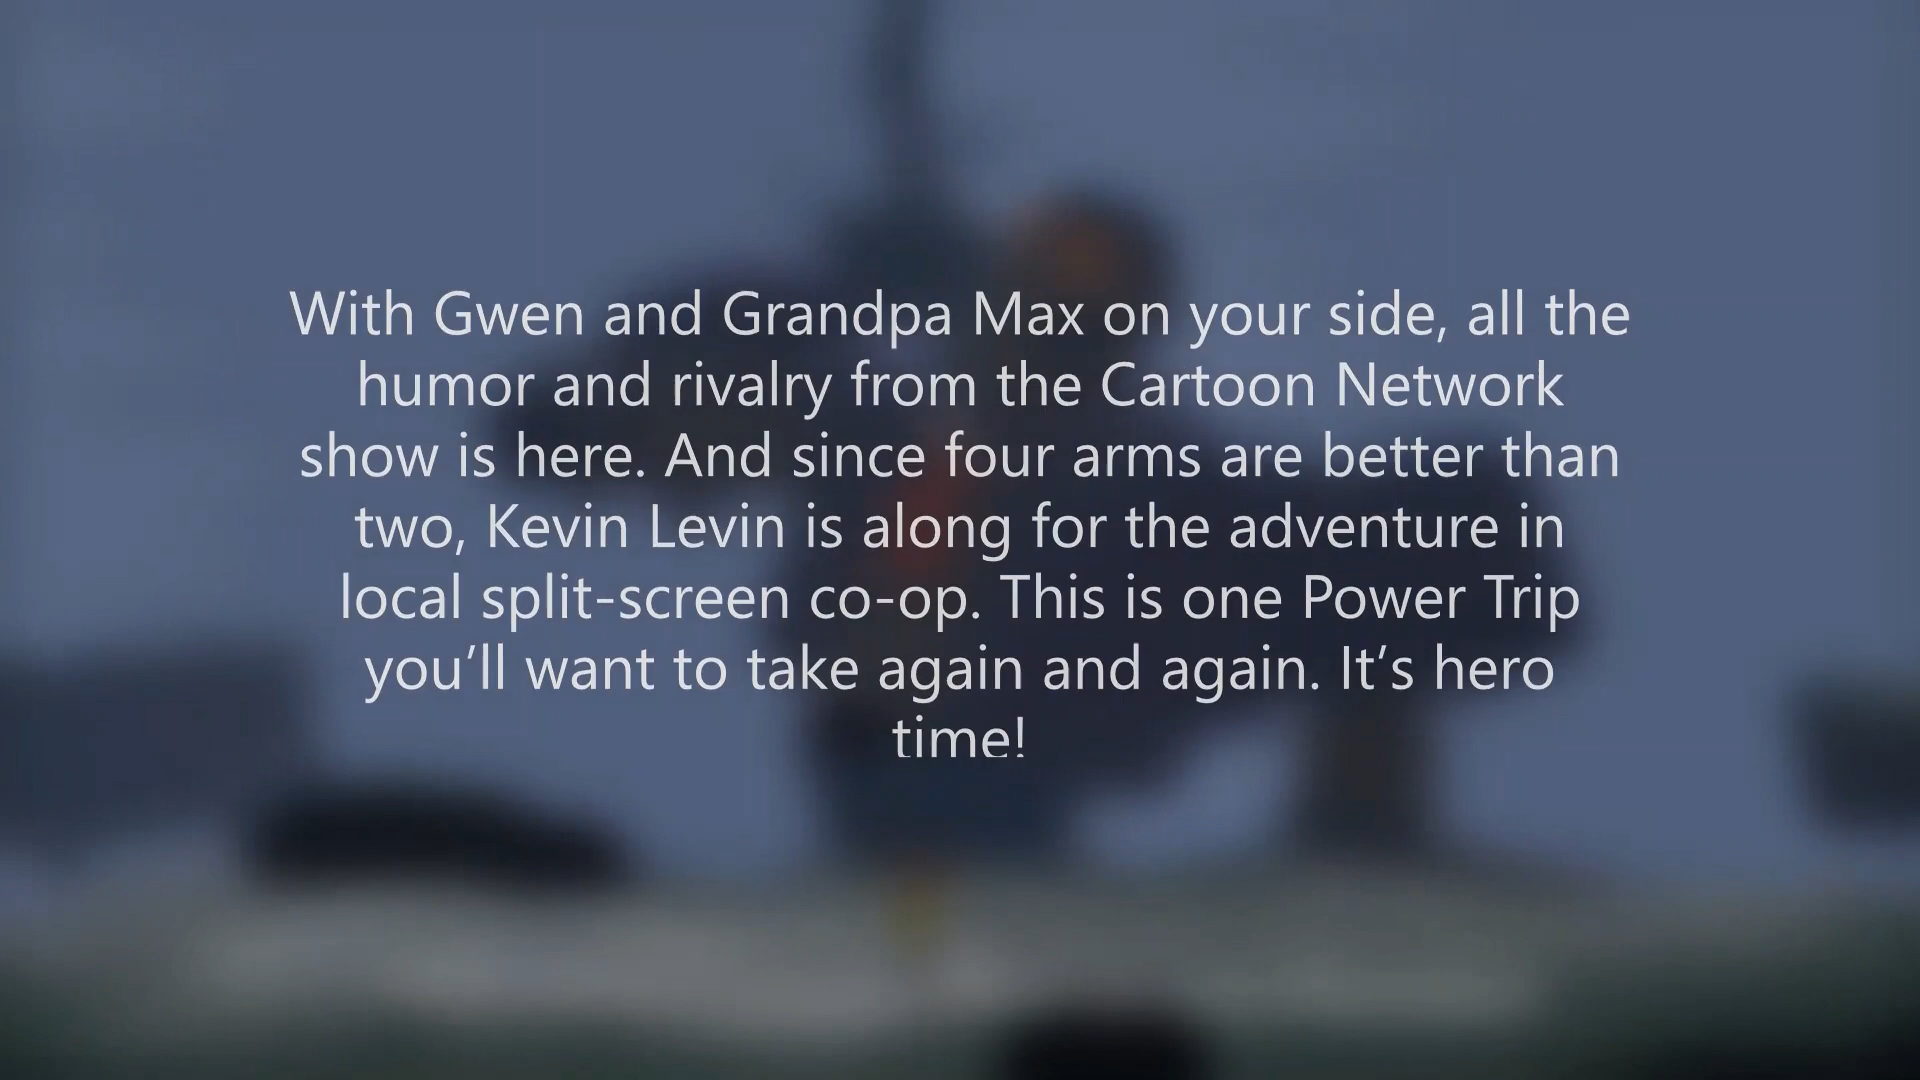 With Gwen and Grandpa Max on your side, all the
humor and rivalry from the Cartoon Network
show is here. And since four arms are better than
two, Kevin Levin is along for the adventure in
local split-screen co-op. This is one Power Trip
you’ll want to take again and again. It’s hero
time!